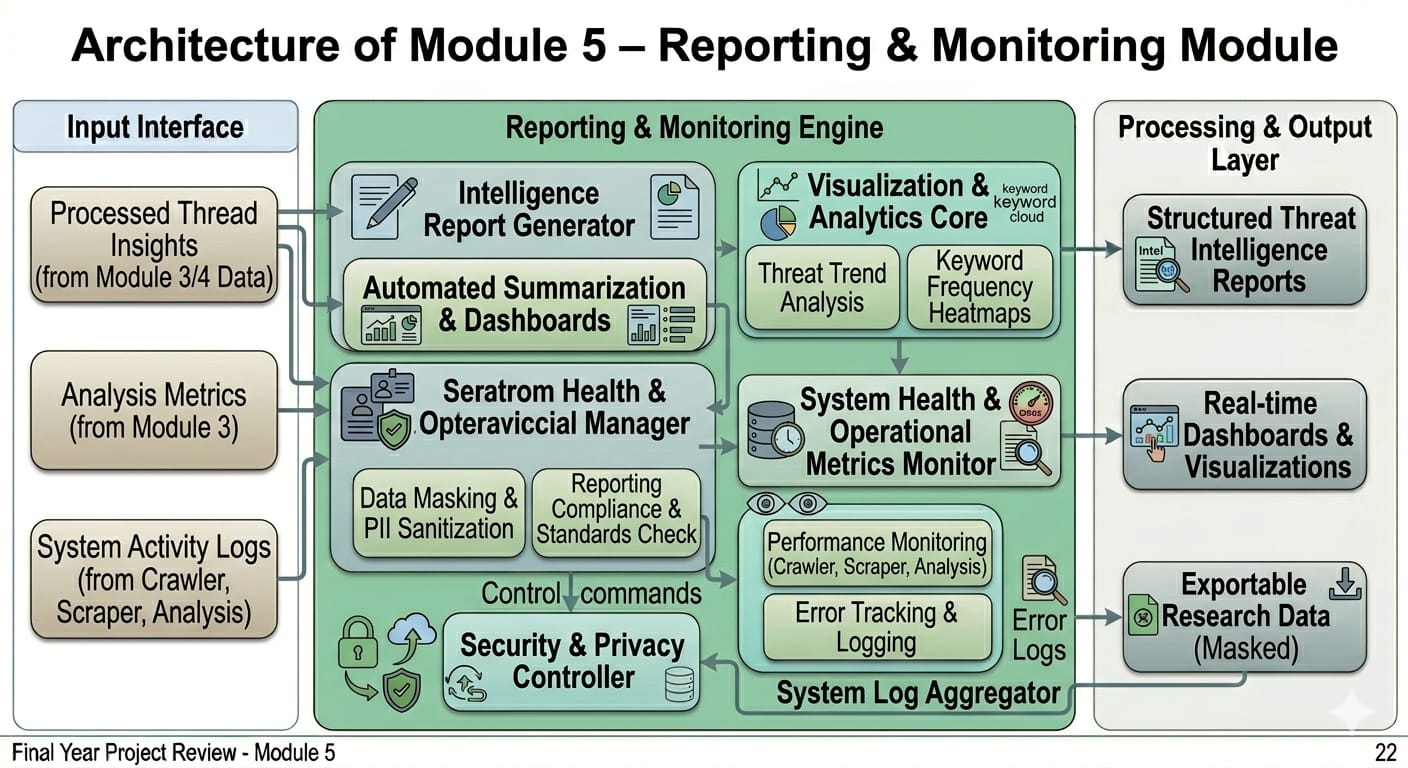 Architecture of Module 5 – Reporting & Monitoring Module
Input Interface
Processed Thread
Insights
(from Module 3/4 Data)
Analysis Metrics
(from Module 3)
System Activity Logs
(from Crawler,
Scraper, Analysis)
Reporting & Monitoring Engine
Intelligence
Report Generator
Automated Summarization
& Dashboards
Seratrom Health &
Opteraviccial Manager
Data Masking &
PII Sanitization
Reporting
Compliance &
Standards Check
Control commands
Security & Privacy
Controller
Visualization &
Analytics Core
keyword
keyword
cloud
Threat Trend
Analysis
Keyword
Frequency
Heatmaps
System Health &
Operational
Metrics Monitor
Performance Monitoring
(Crawler, Scraper, Analysis)
Error Tracking &
Logging
Error
Logs
System Log Aggregator
Processing & Output
Layer
Structured Threat
Intelligence
Reports
Intel
Real-time
Dashboards &
Visualizations
Exportable
Research Data
(Masked)
Final Year Project Review - Module 5
22